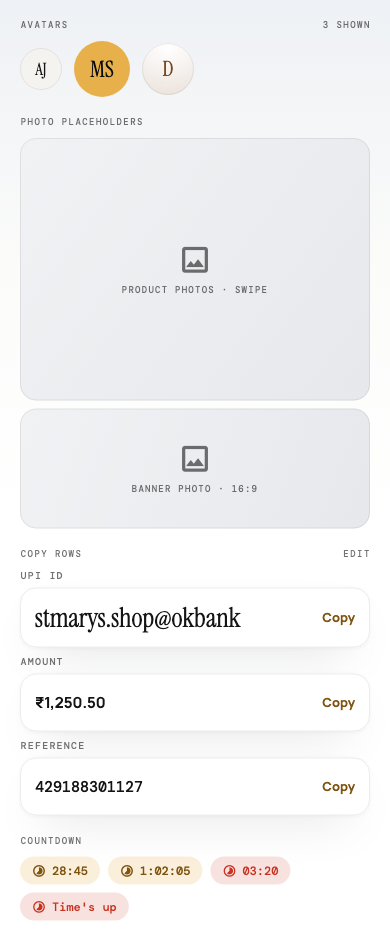 AVATARS 3 SHOWN
AJ MS D
PHOTO PLACEHOLDERS
PRODUCT PHOTOS · SWIPE
BANNER PHOTO · 16:9
COPY ROWS EDIT
UPI ID
stmarys.shop@okbank Copy
AMOUNT
₹1,250.50 Copy
REFERENCE
429188301127 Copy
COUNTDOWN
28:45 1:02:05 03:20
Time's up